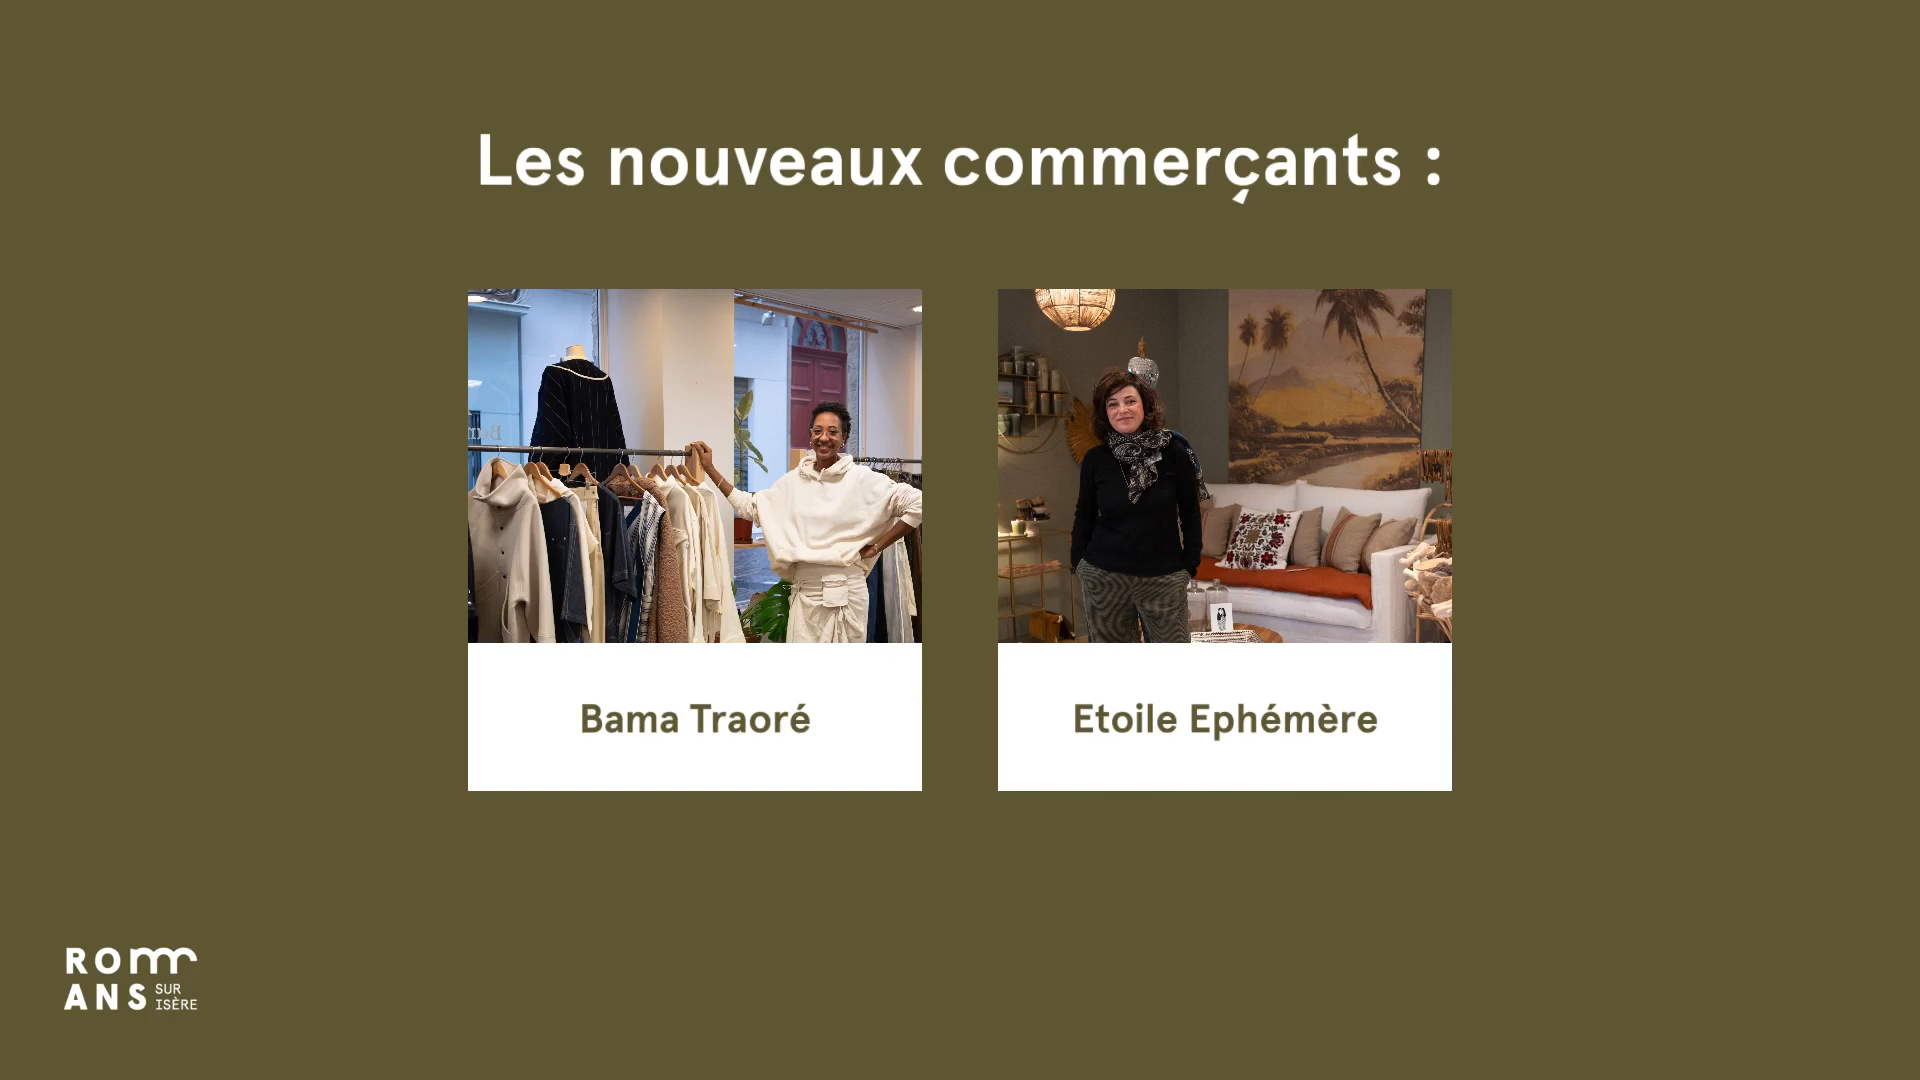 Les nouveaux commerçants :
Bama Traoré
Etoile Ephémère
ROM
ANS SUR
ISÈRE